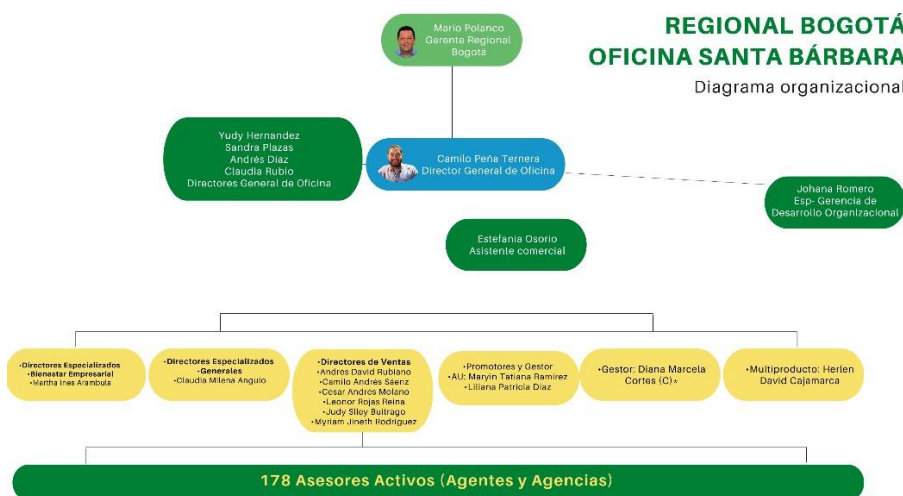 REGIONAL BOGOTÁ
OFICINA SANTA BÁRBARA
Diagrama organizacional
Mario Polanco
Gerente Regional
Bogotá
Yudy Hernandez
Sandra Plazas
Andrés Diaz
Claudia Rubio
Directores General de Oficina
Camilo Peña Ternera
Director General de Oficina
Johana Romero
Esp- Gerencia de
Desarrollo Organizacional
Estefania Osorio
Asistente comercial
•Directores Especializados
•Bienestar Empresarial
•Martha Ines Arambula
•Directores Especializados
•Generales
•Claudia Milena Angulo
•Directores de Ventas
•Andres David Rubiano
•Camilo Andrés Sáenz
•Cesar Andres Molano
•Leonor Rojas Reina
•Judy Slley Buitrago
•Myriam Jineth Rodriguez
•Promotores y Gestor
•AU: Maryin Tatiana Ramirez
•Liliana Patricia Diaz
•Gestor: Diana Marcela
Cortes (C)*
•Multiproducto: Herlen
David Cajamarca
178 Asesores Activos (Agentes y Agencias)